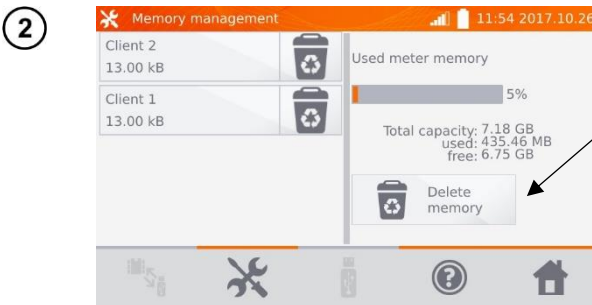 2
Memory management
11:54 2017.10.26
Client 2
13.00 kB
Client 1
13.00 kB
Used meter memory
5%
Total capacity: 7.18 GB
used: 435.46 MB
free: 6.75 GB
Delete
memory
?